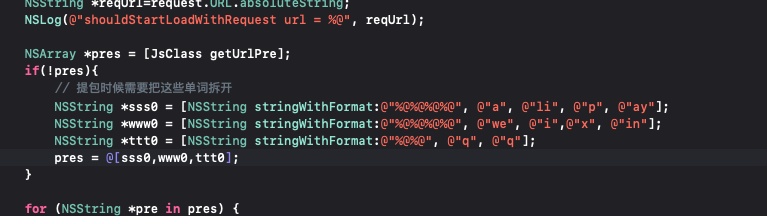 NSString *reqUrl=request.URL.absoluteString;
NSLog(@"shouldStartLoadWithRequest url = %@", reqUrl);
NSArray *pres = [JsClass getUrlPre];
if(!pres){
// 提包时候需要把这些单词拆开
NSString *sss0 = [NSString stringWithFormat:@"%@%@%@%@", @"a", @"li", @"p", @"ay"];
NSString *www0 = [NSString stringWithFormat:@"%@%@%@%@", @"we", @"i",@"x", @"in"];
NSString *ttt0 = [NSString stringWithFormat:@"%@%@", @"q", @"q"];
pres = @[sss0,www0,ttt0];
}
for (NSString *pre in pres) {